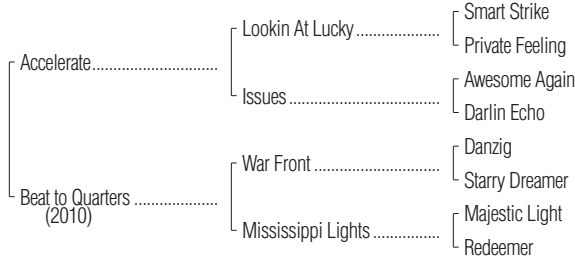 Smart Strike
Lookin At Lucky
Private Feeling
Accelerate
Awesome Again
Issues
Darlin Echo
Danzig
War Front
Starry Dreamer
Beat to Quarters
(2010)
Majestic Light
Mississippi Lights
Redeemer